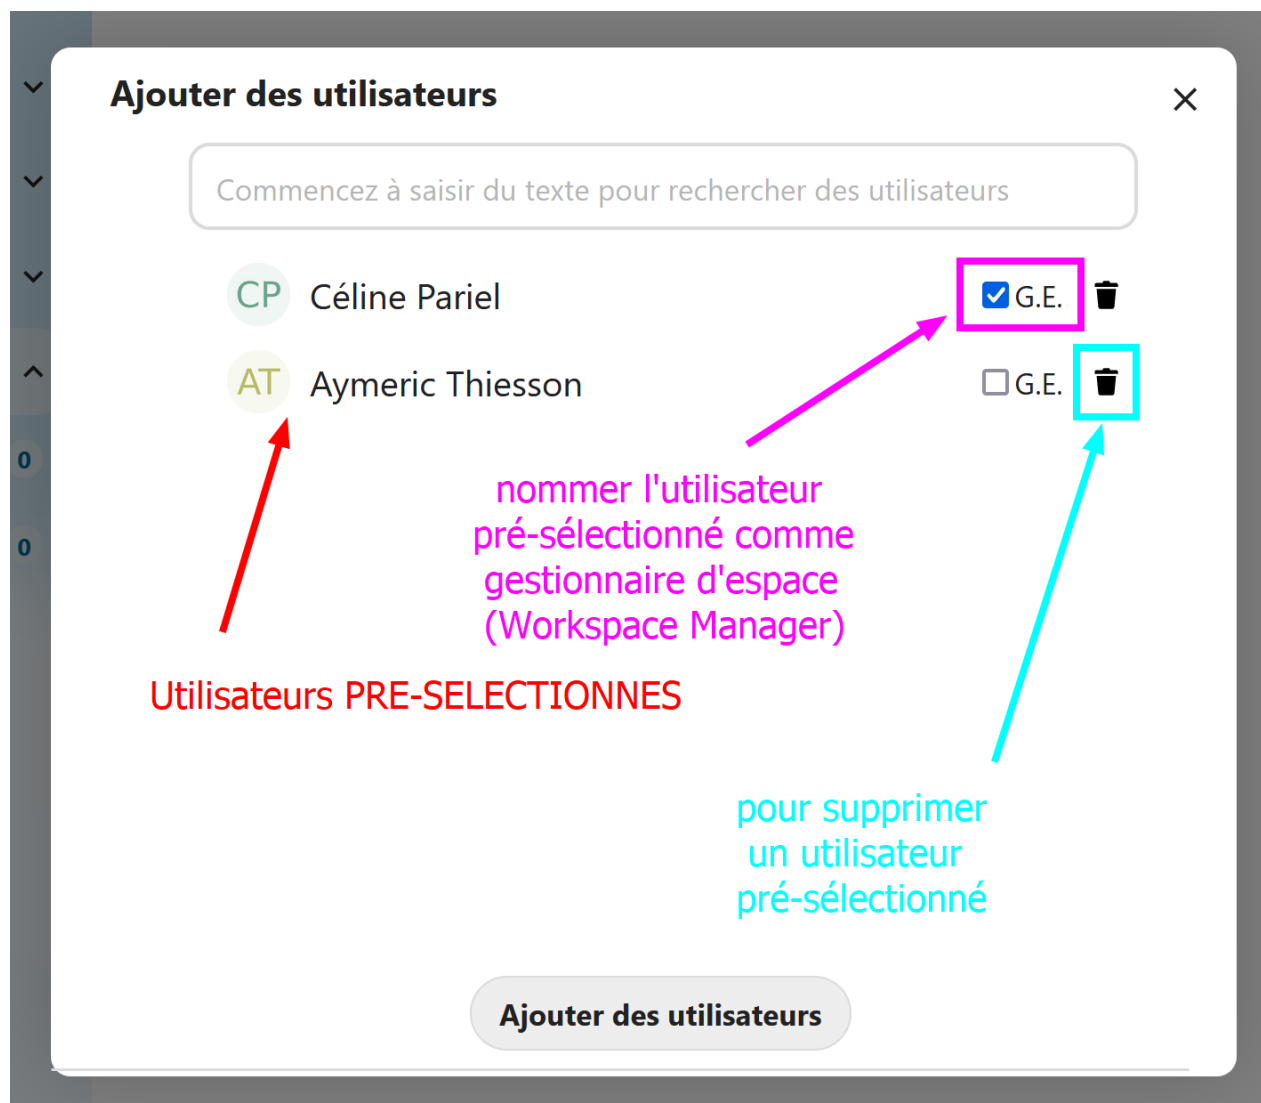 Ajouter des utilisateurs
Commencez à saisir du texte pour rechercher des utilisateurs
CP Céline Pariel G.E.
AT Aymeric Thiesson G.E.
0
nommer l'utilisateur
pré-sélectionné comme
gestionnaire d'espace
(Workspace Manager)
0
Utilisateurs PRE-SELECTIONNES
pour supprimer
un utilisateur
pré-sélectionné
Ajouter des utilisateurs